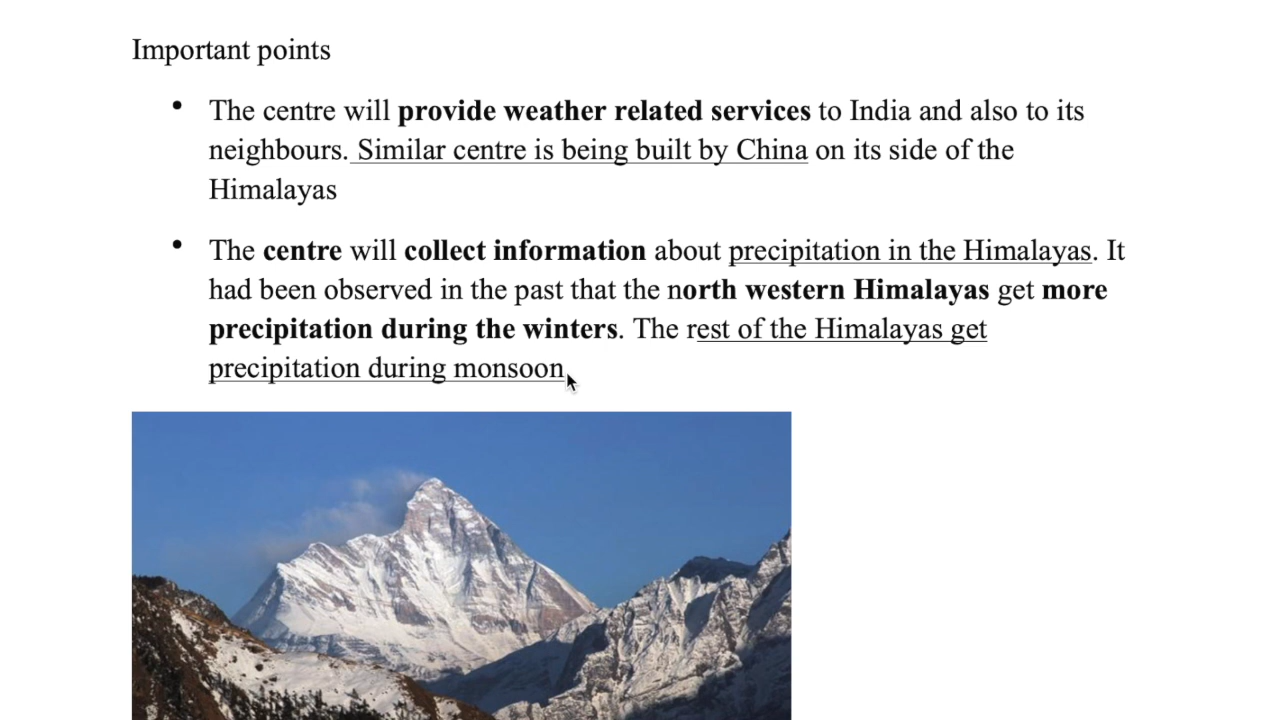 Important points
• The centre will provide weather related services to India and also to its
neighbours. Similar centre is being built by China on its side of the
Himalayas
• The centre will collect information about precipitation in the Himalayas. It
had been observed in the past that the north western Himalayas get more
precipitation during the winters. The rest of the Himalayas get
precipitation during monsoon.